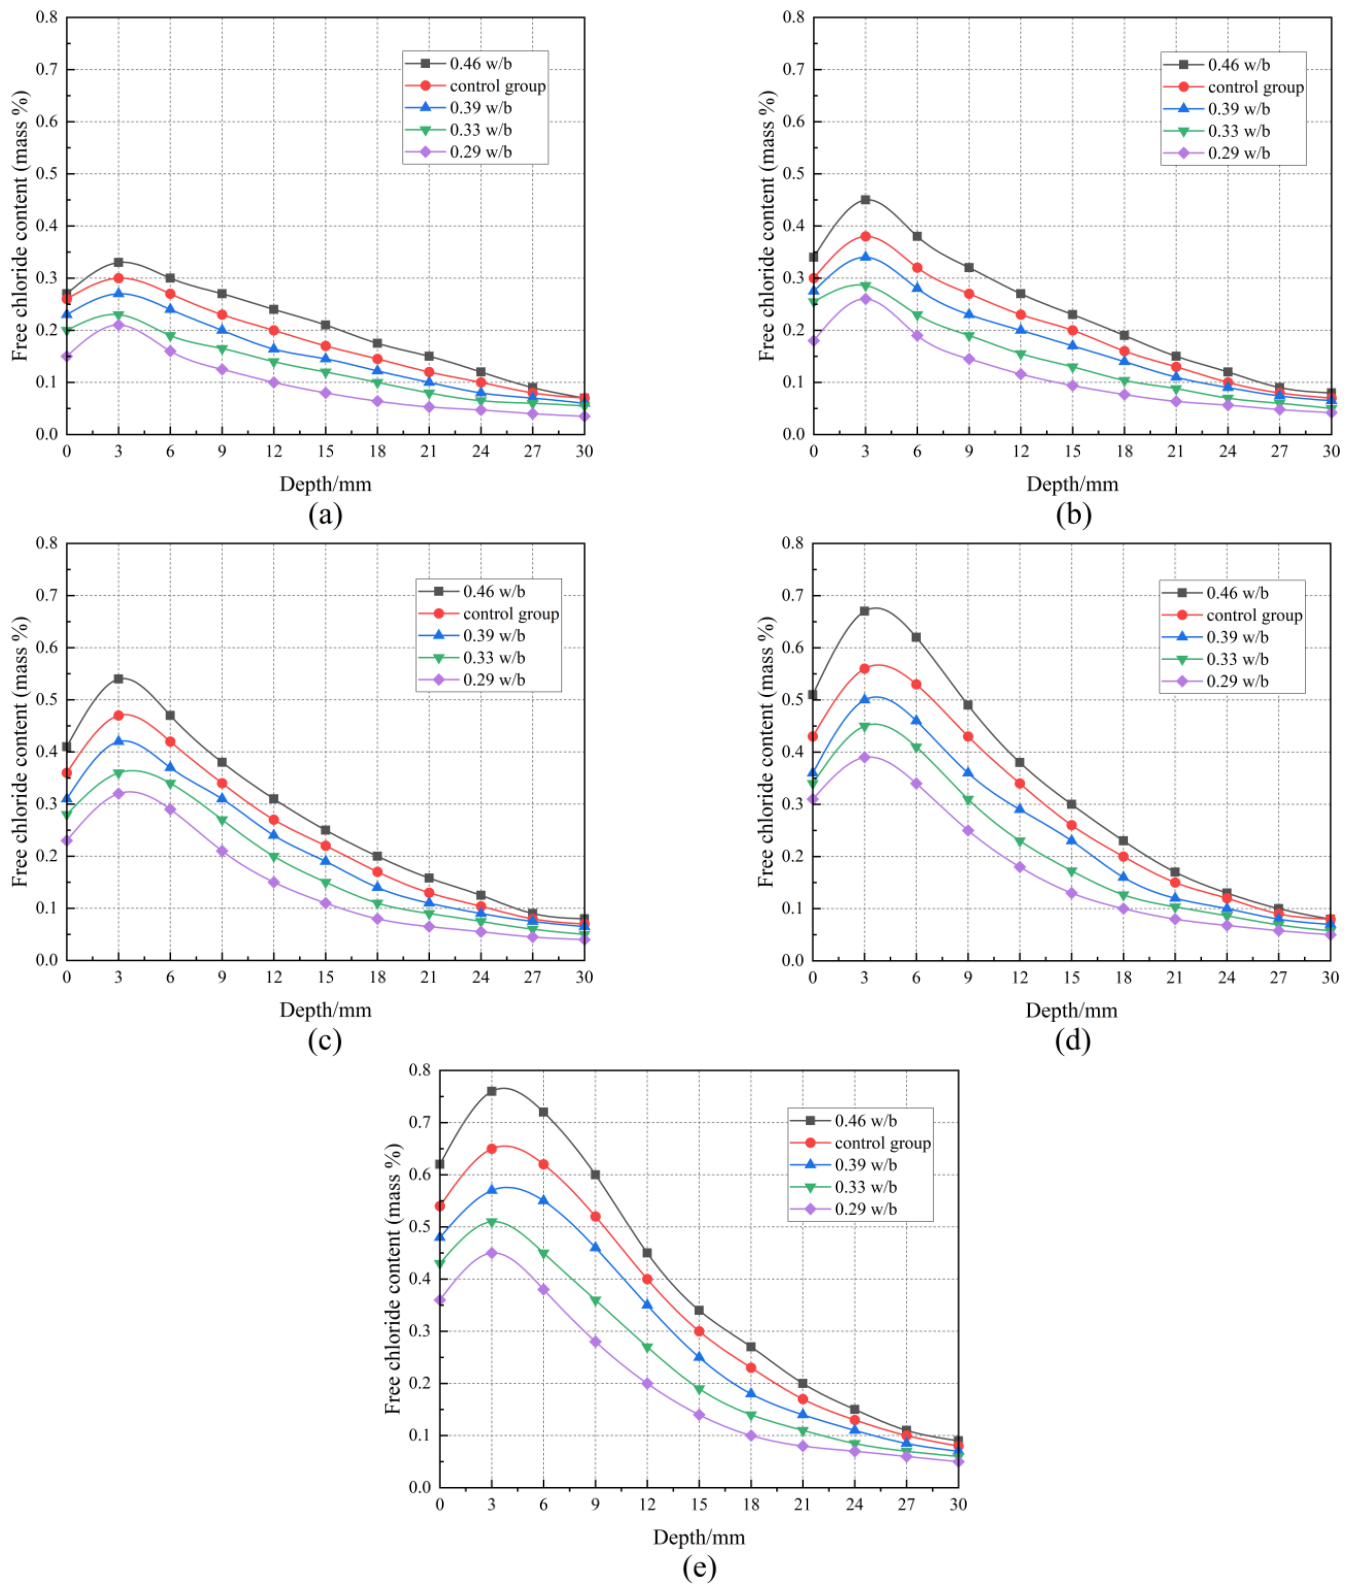 0.8
0.7
0.6
0.5
0.4
0.3
0.2
0.1
0.0
Free chloride content (mass %)
0.46 w/b
control group
0.39 w/b
0.33 w/b
0.29 w/b
0 3 6 9 12 15 18 21 24 27 30
Depth/mm
(a)
0.8
0.7
0.6
0.5
0.4
0.3
0.2
0.1
0.0
Free chloride content (mass %)
0.46 w/b
control group
0.39 w/b
0.33 w/b
0.29 w/b
0 3 6 9 12 15 18 21 24 27 30
Depth/mm
(b)
0.8
0.7
0.6
0.5
0.4
0.3
0.2
0.1
0.0
Free chloride content (mass %)
0.46 w/b
control group
0.39 w/b
0.33 w/b
0.29 w/b
0 3 6 9 12 15 18 21 24 27 30
Depth/mm
(c)
0.8
0.7
0.6
0.5
0.4
0.3
0.2
0.1
0.0
Free chloride content (mass %)
0.46 w/b
control group
0.39 w/b
0.33 w/b
0.29 w/b
0 3 6 9 12 15 18 21 24 27 30
Depth/mm
(d)
0.8
0.7
0.6
0.5
0.4
0.3
0.2
0.1
0.0
Free chloride content (mass %)
0.46 w/b
control group
0.39 w/b
0.33 w/b
0.29 w/b
0 3 6 9 12 15 18 21 24 27 30
Depth/mm
(e)